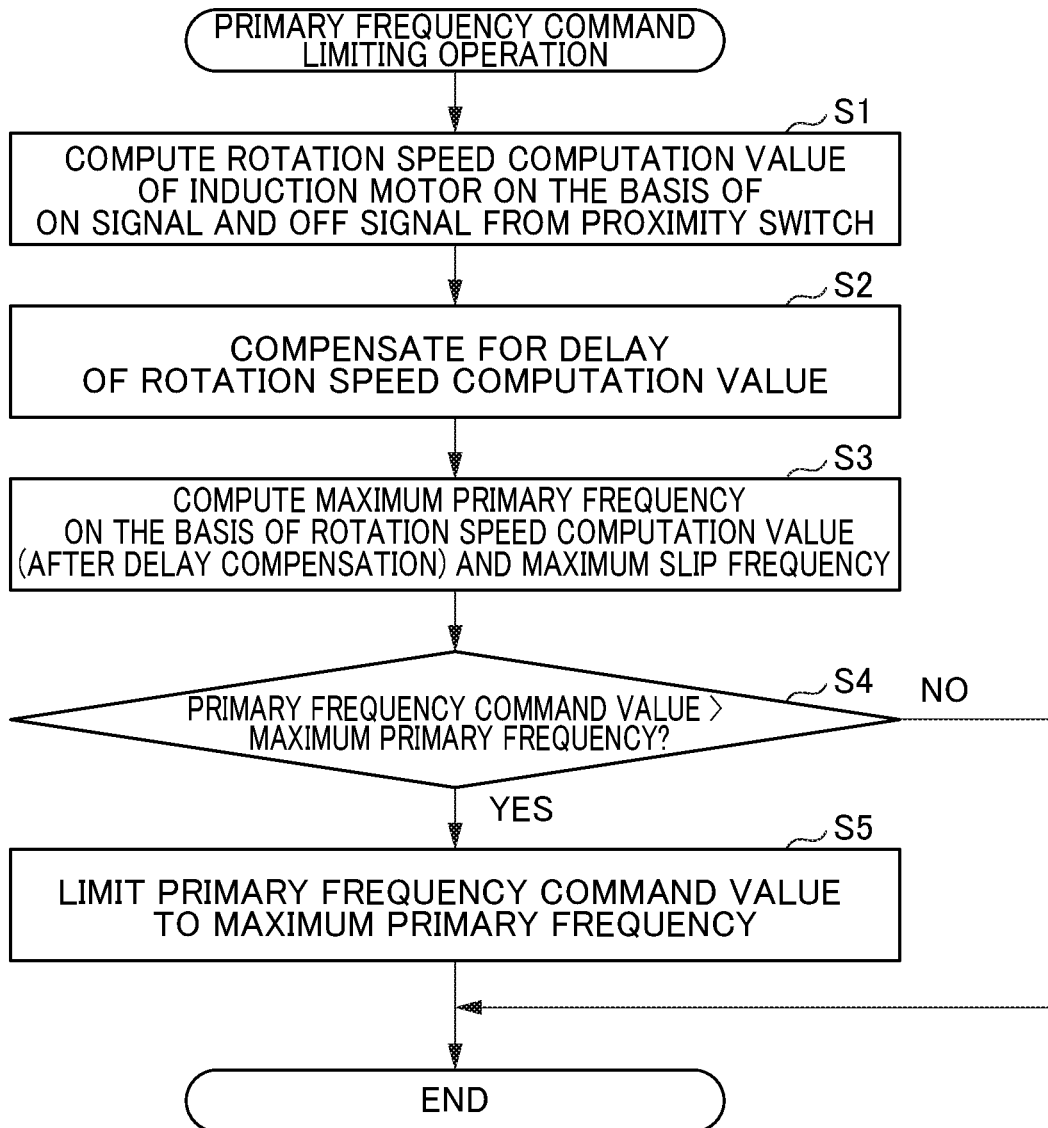 PRIMARY FREQUENCY COMMAND
LIMITING OPERATION
S1
COMPUTE ROTATION SPEED COMPUTATION VALUE
OF INDUCTION MOTOR ON THE BASIS OF
ON SIGNAL AND OFF SIGNAL FROM PROXIMITY SWITCH
S2
COMPENSATE FOR DELAY
OF ROTATION SPEED COMPUTATION VALUE
S3
COMPUTE MAXIMUM PRIMARY FREQUENCY
ON THE BASIS OF ROTATION SPEED COMPUTATION VALUE
(AFTER DELAY COMPENSATION) AND MAXIMUM SLIP FREQUENCY
S4
NO
PRIMARY FREQUENCY COMMAND VALUE >
MAXIMUM PRIMARY FREQUENCY?
YES
S5
LIMIT PRIMARY FREQUENCY COMMAND VALUE
TO MAXIMUM PRIMARY FREQUENCY
END